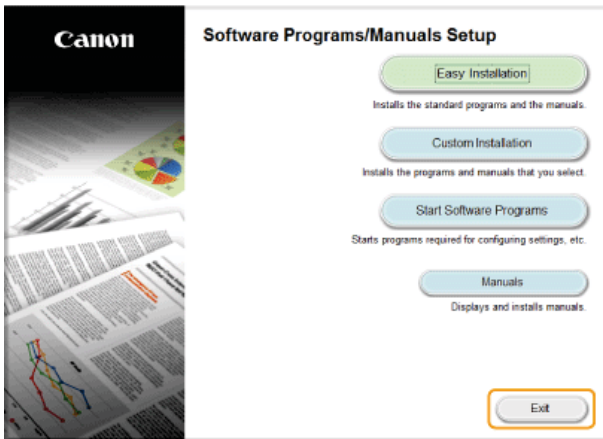 Canon
Software Programs/Manuals Setup
Easy Installation
Installs the standard programs and the manuals.
Custom Installation
Installs the programs and manuals that you select.
Start Software Programs
Starts programs required for configuring settings, etc.
Manuals
Displays and installs manuals.
Exit